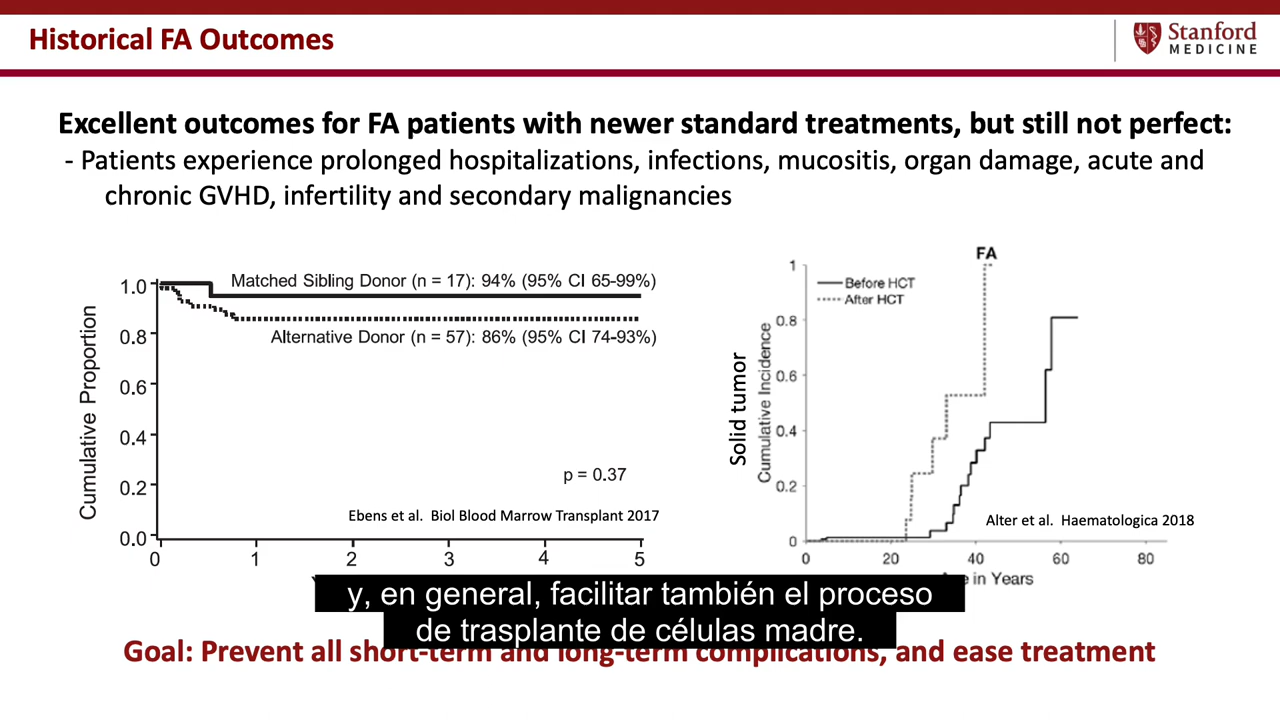 Historical FA Outcomes
Stanford
MEDICINE
Excellent outcomes for FA patients with newer standard treatments, but still not perfect:
- Patients experience prolonged hospitalizations, infections, mucositis, organ damage, acute and
chronic GVHD, infertility and secondary malignancies
Cumulative Proportion
1.0
0.8
0.6
0.4
0.2
0.0
Matched Sibling Donor (n = 17): 94% (95% CI 65-99%)
Alternative Donor (n = 57): 86% (95% CI 74-93%)
p = 0.37
Ebens et al. Biol Blood Marrow Transplant 2017
0 1 2 3 4 5
FA
Solid tumor
Cumulative Incidence
1
0.8
0.6
0.4
0.2
0
Before HCT
After HCT
Alter et al. Haematologica 2018
0 20 40 60 80
in Years
y, en general, facilitar también el proceso
de trasplante de células madre.
Goal: Prevent all short-term and long-term complications, and ease treatment